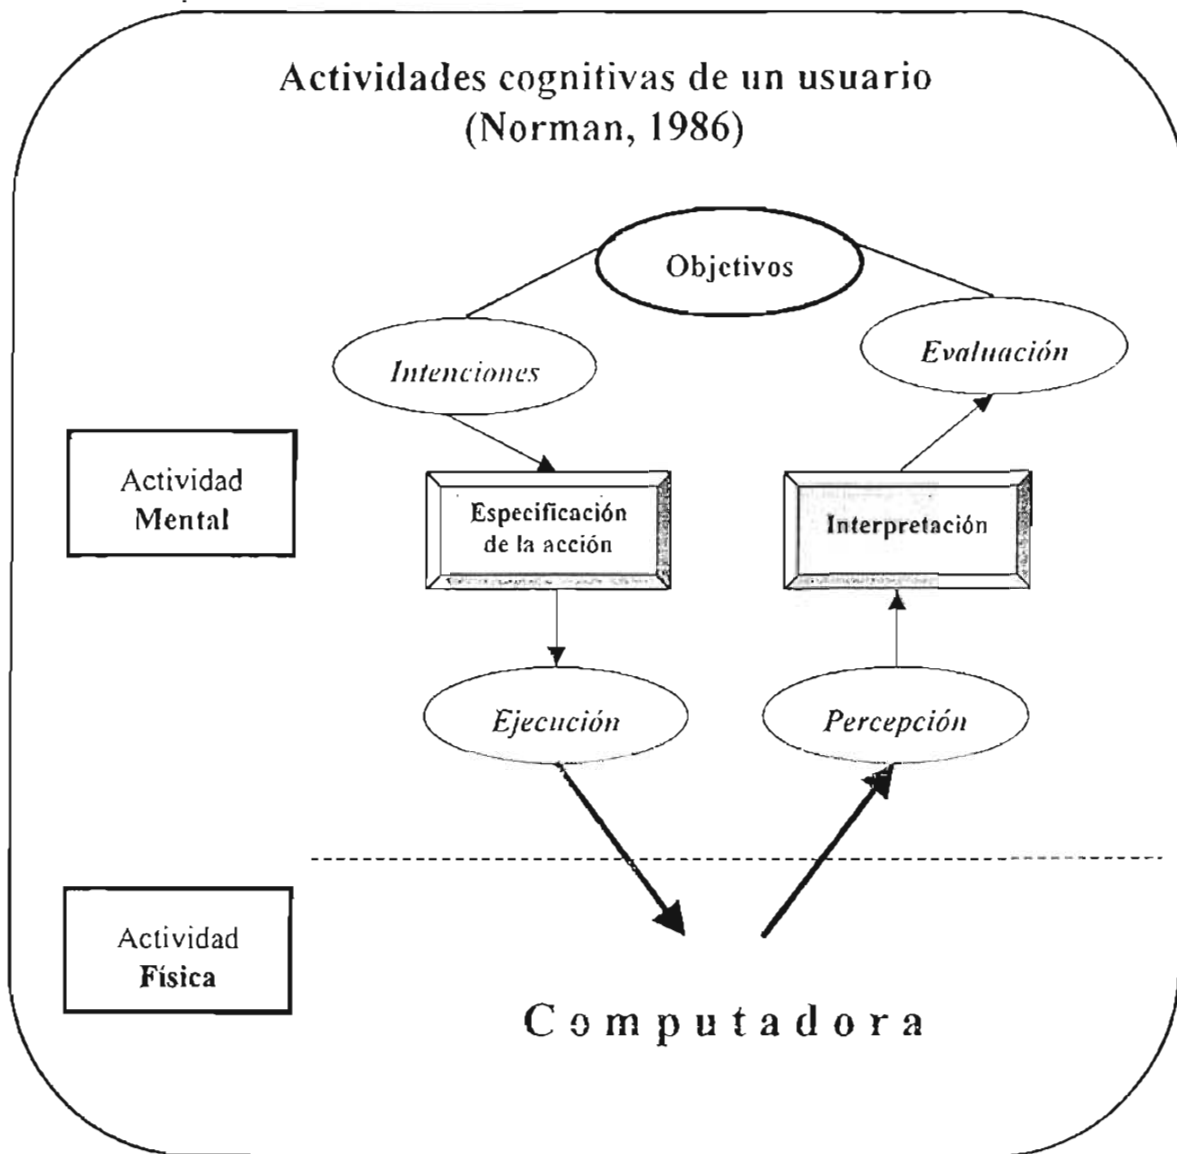 Actividades cognitivas de un usuario
(Norman, 1986)
Objetivos
Intenciones
Evaluación
Actividad
Mental
Especificación
de la acción
Interpretación
Ejecución
Percepción
Actividad
Física
Computadora